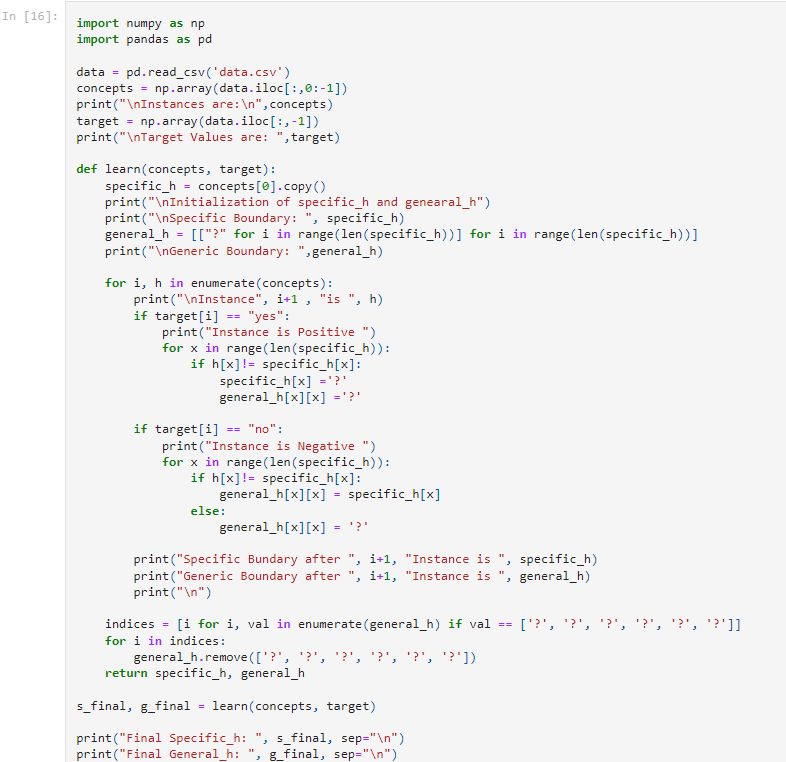 In [16]:
import numpy as np
import pandas as pd
data = pd.read_csv('data.csv')
concepts = np.array(data.iloc[:,0:-1])
print("\nInstances are:\n",concepts)
target = np.array(data.iloc[:,-1])
print("\nTarget Values are: ",target)
def learn(concepts, target):
    specific_h = concepts[0].copy()
    print("\nInitialization of specific_h and genearal_h")
    print("\nSpecific Boundary: ", specific_h)
    general_h = [["?" for i in range(len(specific_h))] for i in range(len(specific_h))]
    print("\nGeneric Boundary: ",general_h)
    for i, h in enumerate(concepts):
        print("\nInstance", i+1 , "is ", h)
        if target[i] == "yes":
            print("Instance is Positive ")
            for x in range(len(specific_h)):
                if h[x]!= specific_h[x]:
                    specific_h[x] ='?'
                    general_h[x][x] ='?'
        if target[i] == "no":
            print("Instance is Negative ")
            for x in range(len(specific_h)):
                if h[x]!= specific_h[x]:
                    general_h[x][x] = specific_h[x]
                else:
                    general_h[x][x] = '?'
        print("Specific Bundary after ", i+1, "Instance is ", specific_h)
        print("Generic Boundary after ", i+1, "Instance is ", general_h)
        print("\n")
    indices = [i for i, val in enumerate(general_h) if val == ['?', '?', '?', '?', '?', '?']]
    for i in indices:
        general_h.remove(['?', '?', '?', '?', '?', '?'])
    return specific_h, general_h
s_final, g_final = learn(concepts, target)
print("Final Specific_h: ", s_final, sep="\n")
print("Final General_h: ", g_final, sep="\n")